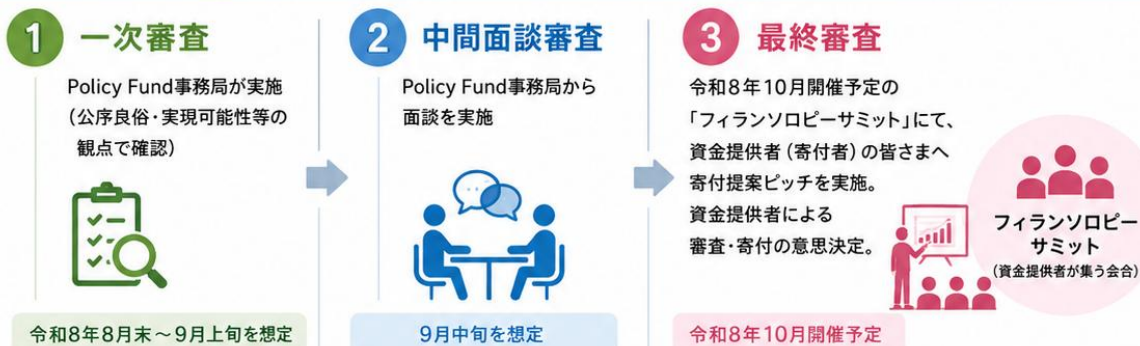 1 一次審査
Policy Fund事務局が実施
(公序良俗・実現可能性等の
観点で確認)
令和8年8月末～9月上旬を想定
2 中間面談審査
Policy Fund事務局から
面談を実施
9月中旬を想定
3 最終審査
令和8年10月開催予定の
「フィランソロピーサミット」にて、
資金提供者(寄付者)の皆さまへ
寄付提案ピッチを実施。
資金提供者による
審査・寄付の意思決定。
フィランソロピー
サミット
(資金提供者が集う会合)
令和8年10月開催予定